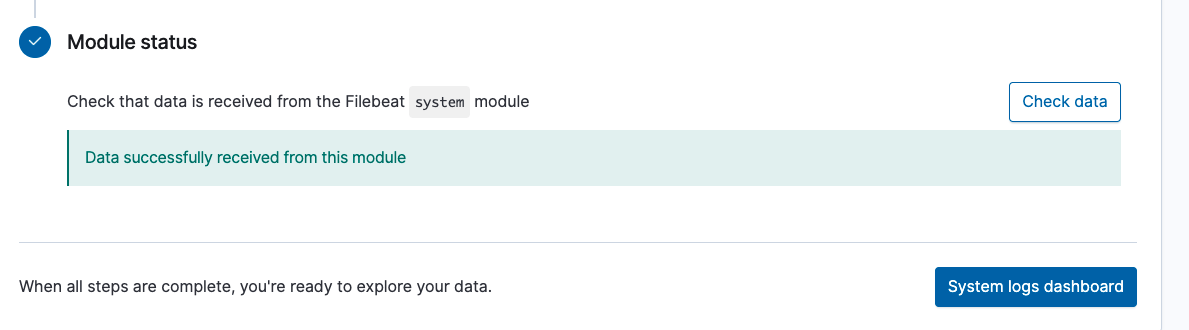 Module status
Check that data is received from the Filebeat system module
Check data
Data successfully received from this module
When all steps are complete, you're ready to explore your data.
System logs dashboard